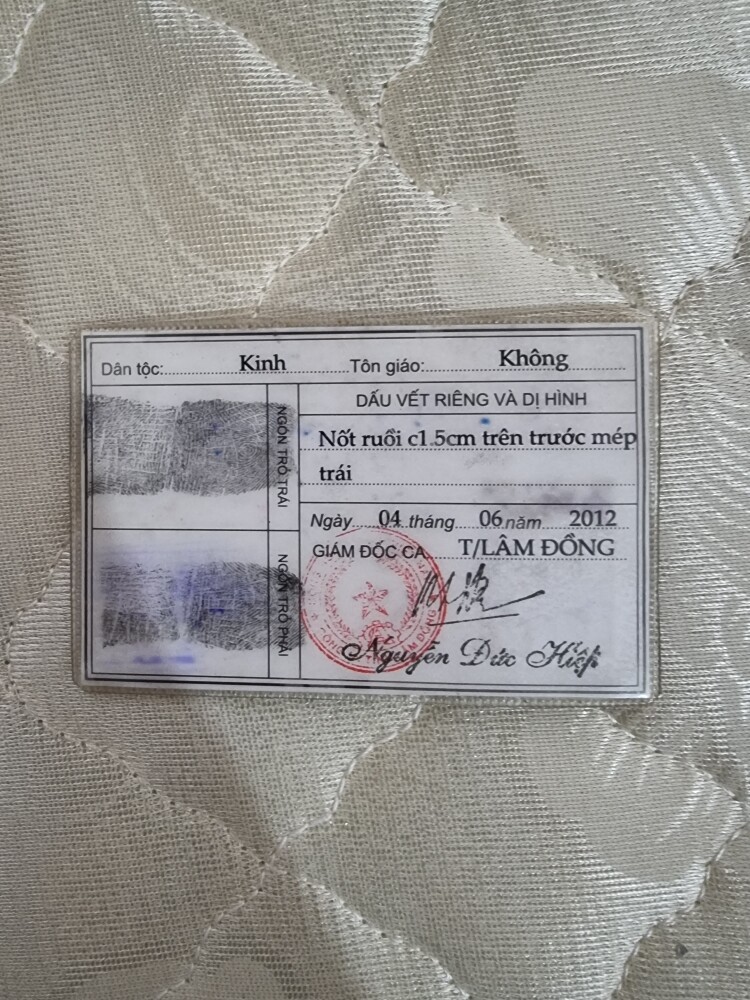 Dân tộc: Kinh Tôn giáo: Không
DẤU VẾT RIÊNG VÀ DỊ HÌNH
Nốt ruồi c1.5cm trên trước mép
trái
NGÓN TRỎ TRÁI
Ngày 04 tháng 06 năm 2012
GIÁM ĐỐC CA T/LÂM ĐỒNG
NGÓN TRỎ PHẢI
Nguyễn Đức Hiệp